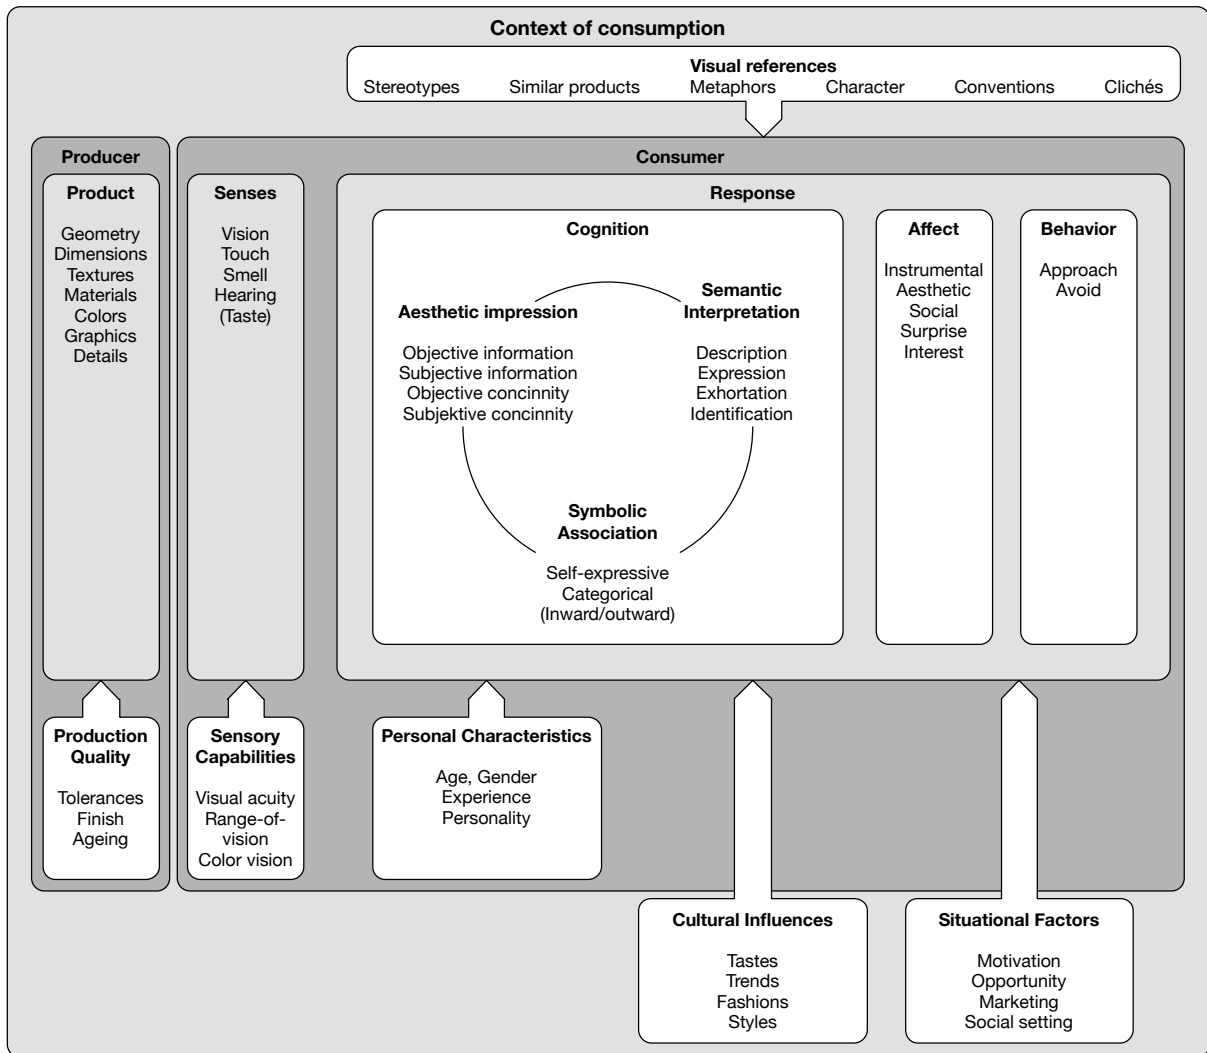 Context of consumption
Visual references
Stereotypes Similar products Metaphors Character Conventions Clichés
Producer
Product
Geometry
Dimensions
Textures
Materials
Colors
Graphics
Details
Production
Quality
Tolerances
Finish
Ageing
Consumer
Senses
Vision
Touch
Smell
Hearing
(Taste)
Sensory
Capabilities
Visual acuity
Range-of-
vision
Color vision
Response
Cognition
Aesthetic impression
Objective information
Subjective information
Objective concinnity
Subjektive concinnity
Semantic
Interpretation
Description
Expression
Exhortation
Identification
Symbolic
Association
Self-expressive
Categorical
(Inward/outward)
Affect
Instrumental
Aesthetic
Social
Surprise
Interest
Behavior
Approach
Avoid
Personal Characteristics
Age, Gender
Experience
Personality
Cultural Influences
Tastes
Trends
Fashions
Styles
Situational Factors
Motivation
Opportunity
Marketing
Social setting